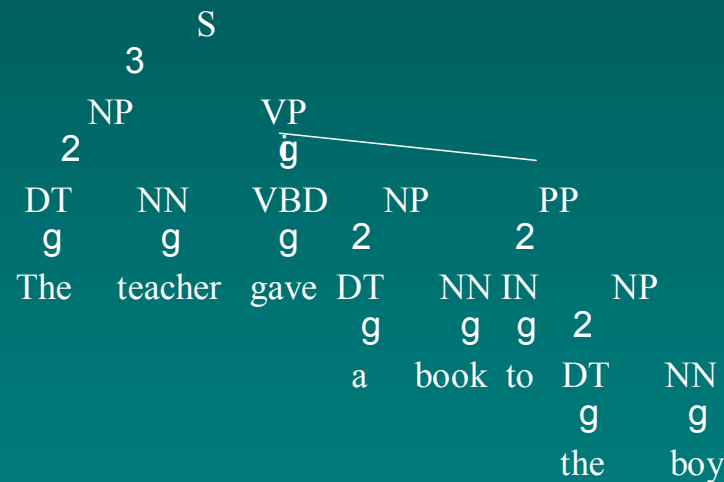 S
3
NP VP
2 g
DT NN VBD NP PP
g g g 2 2
The teacher gave DT NN IN NP
g g g 2
a book to DT NN
g g
the boy